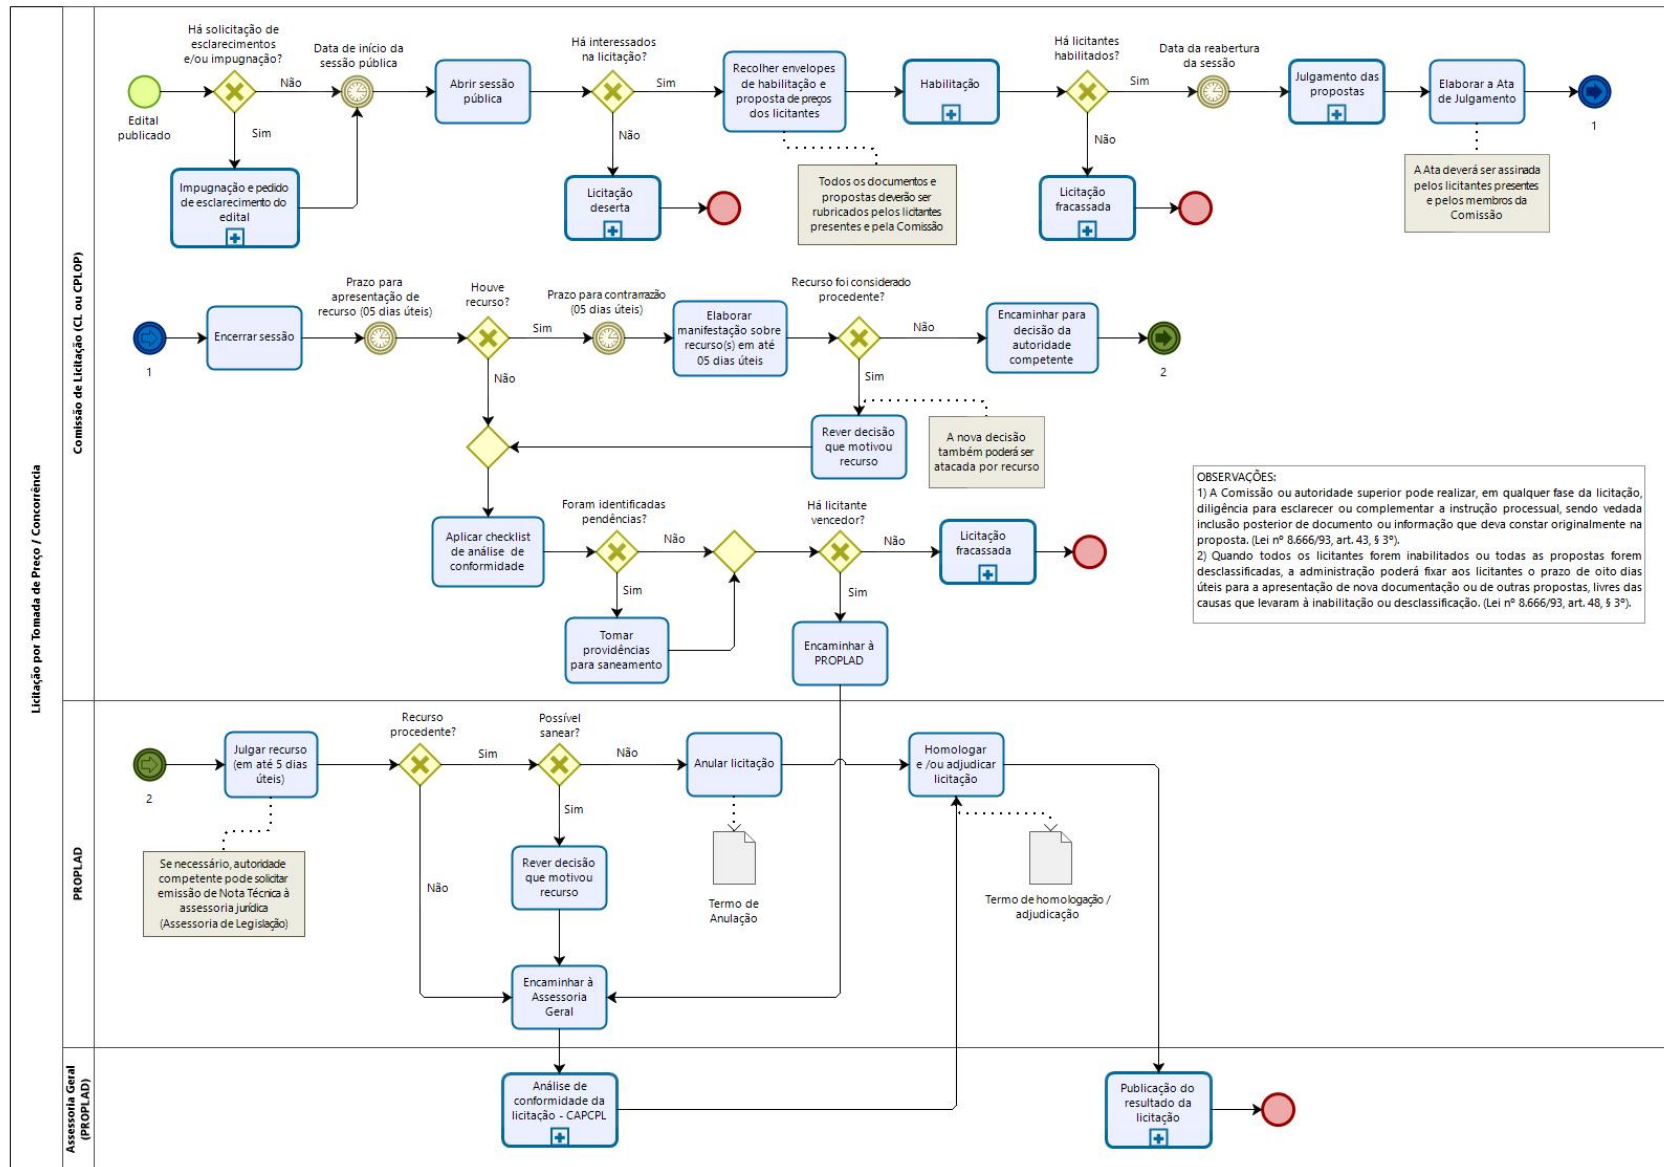 Licitação por Tomada de Preço / Concorrência
Comissão de Licitação (CL ou CPLOP)
Há solicitação de
esclarecimentos
e/ou impugnação?
Edital
publicado
Não
Sim
Impugnação e pedido
de esclarecimento do
edital
Data de início da
sessão pública
Abrir sessão
pública
Há interessados
na licitação?
Sim
Não
Licitação
deserta
Recolher envelopes
de habilitação e
proposta de preços
dos licitantes
Todos os documentos e
propostas deverão ser
rubricados pelos licitantes
presentes e pela Comissão
Habilitação
Há licitantes
habilitados?
Sim
Não
Licitação
fracassada
Data da reabertura
da sessão
Julgamento das
propostas
Elaborar a Ata
de Julgamento
A Ata deverá ser assinada
pelos licitantes presentes
e pelos membros da
Comissão
1
1
Encerrar sessão
Prazo para
apresentação de
recurso (05 dias úteis)
Houve
recurso?
Sim
Não
Prazo para contrarrazão
(05 dias úteis)
Elaborar
manifestação sobre
recurso(s) em até
05 dias úteis
Recurso foi considerado
procedente?
Não
Sim
Encaminhar para
decisão da
autoridade
competente
2
Rever decisão
que motivou
recurso
A nova decisão
também poderá ser
atacada por recurso
Aplicar checklist
de análise de
conformidade
Foram identificadas
pendências?
Não
Sim
Tomar
providências
para saneamento
Há licitante
vencedor?
Não
Sim
Licitação
fracassada
Encaminhar à
PROPLAD
OBSERVAÇÕES:
1) A Comissão ou autoridade superior pode realizar, em qualquer fase da licitação,
diligência para esclarecer ou complementar a instrução processual, sendo vedada
inclusão posterior de documento ou informação que deva constar originalmente na
proposta. (Lei nº 8.666/93, art. 43, § 3º).
2) Quando todos os licitantes forem inabilitados ou todas as propostas forem
desclassificadas, a administração poderá fixar aos licitantes o prazo de oito dias
úteis para a apresentação de nova documentação ou de outras propostas, livres das
causas que levaram à inabilitação ou desclassificação. (Lei nº 8.666/93, art. 48, § 3º).
PROPLAD
2
Julgar recurso
(em até 5 dias
úteis)
Se necessário, autoridade
competente pode solicitar
emissão de Nota Técnica à
assessoria jurídica
(Assessoria de Legislação)
Recurso
procedente?
Sim
Não
Possível
sanear?
Não
Sim
Rever decisão
que motivou
recurso
Encaminhar à
Assessoria
Geral
Anular licitação
Termo de
Anulação
Homologar
e /ou adjudicar
licitação
Termo de homologação /
adjudicação
Assessoria Geral
(PROPLAD)
Análise de
conformidade da
licitação - CAPCPL
Publicação do
resultado da
licitação